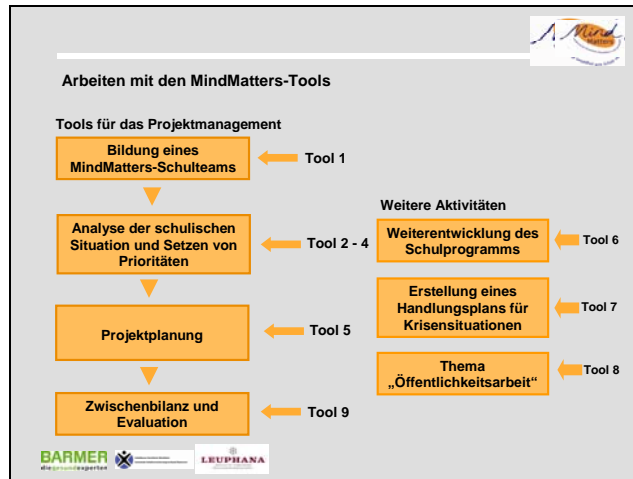 Mind
Matters
Arbeiten mit den MindMatters-Tools
Tools für das Projektmanagement
Bildung eines
MindMatters-Schulteams
Tool 1
Analyse der schulischen
Situation und Setzen von
Prioritäten
Tool 2 - 4
Projektplanung
Tool 5
Zwischenbilanz und
Evaluation
Tool 9
Weitere Aktivitäten
Weiterentwicklung des
Schulprogramms
Tool 6
Erstellung eines
Handlungsplans für
Krisensituationen
Tool 7
Thema
„Öffentlichkeitsarbeit“
Tool 8
BARMER
diegesundexperten
LEUPHANA